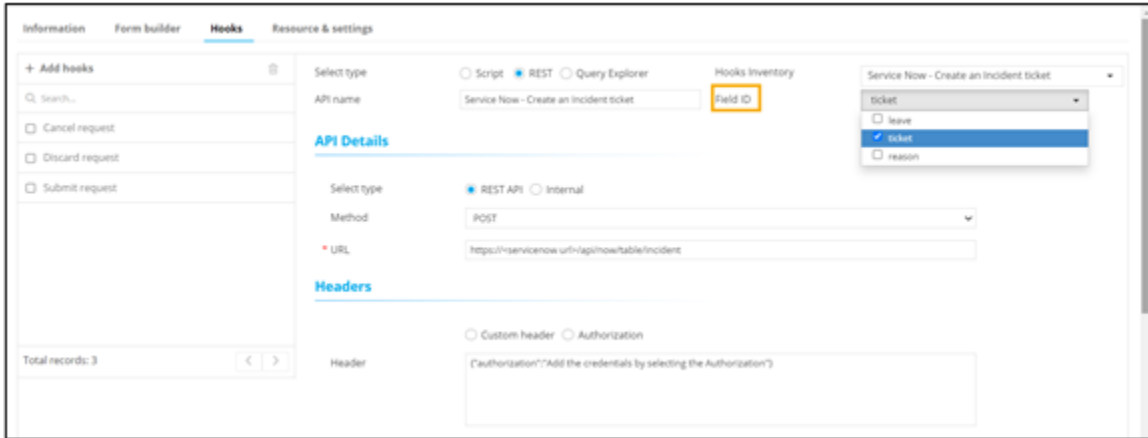 Information Form builder Hooks Resource & settings
+ Add hooks
Search...
Cancel request
Discard request
Submit request
Total records: 3
Select type Script REST Query Explorer Hooks Inventory Service Now - Create an Incident ticket
API name Service Now - Create an Incident ticket Field ID ticket
leave
ticket
reason
API Details
Select type REST API Internal
Method POST
* URL https://<servicenow url>/api/now/table/incident
Headers
Custom header Authorization
Header {"authorization":"Add the credentials by selecting the Authorization"}